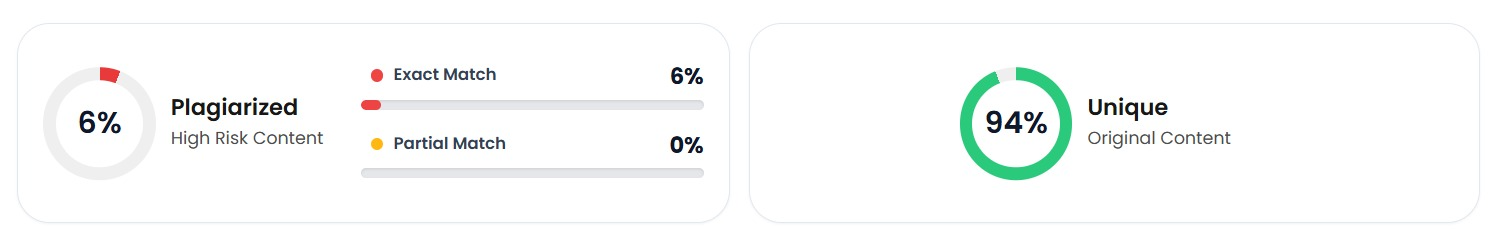 6%
Plagiarized
High Risk Content
Exact Match 6%
Partial Match 0%
94%
Unique
Original Content